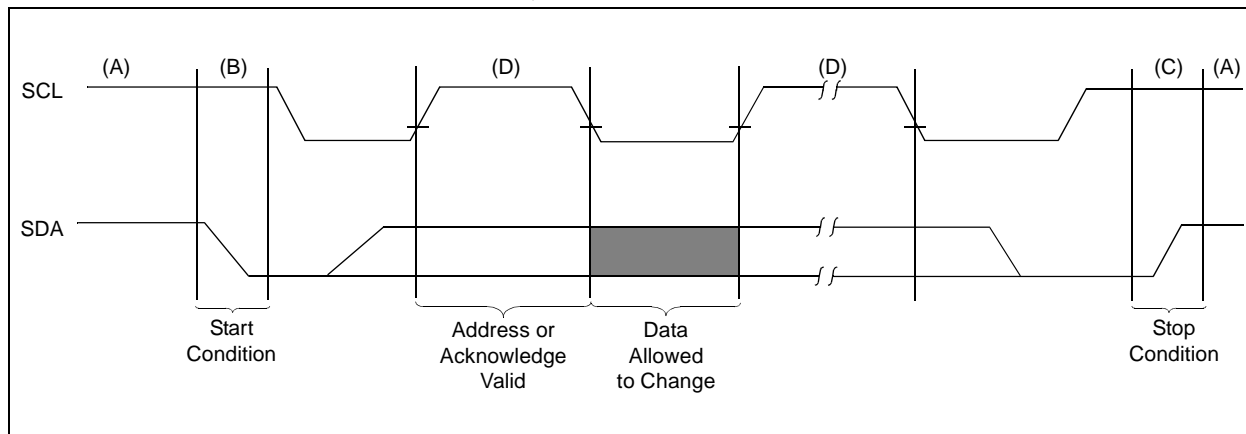 (A)
(B)
(D)
(D)
(C)
(A)
SCL
SDA
Start
Condition
Address or
Acknowledge
Valid
Data
Allowed
to Change
Stop
Condition